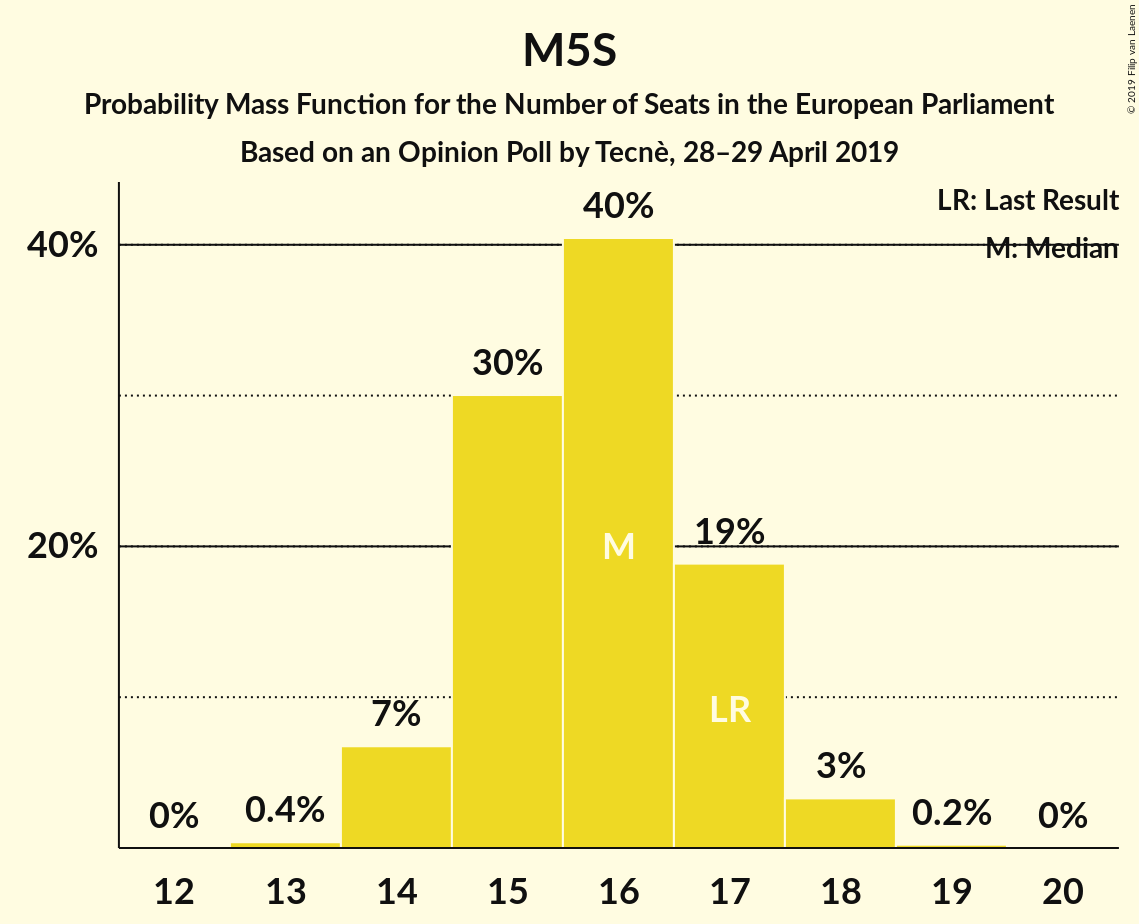 M5S
Probability Mass Function for the Number of Seats in the European Parliament
Based on an Opinion Poll by Tecnè, 28–29 April 2019
© 2019 Filip van Laenen
LR: Last Result
M: Median
40%
20%
0%
0.4%
7%
30%
40%
19%
3%
0.2%
0%
M
LR
12 13 14 15 16 17 18 19 20